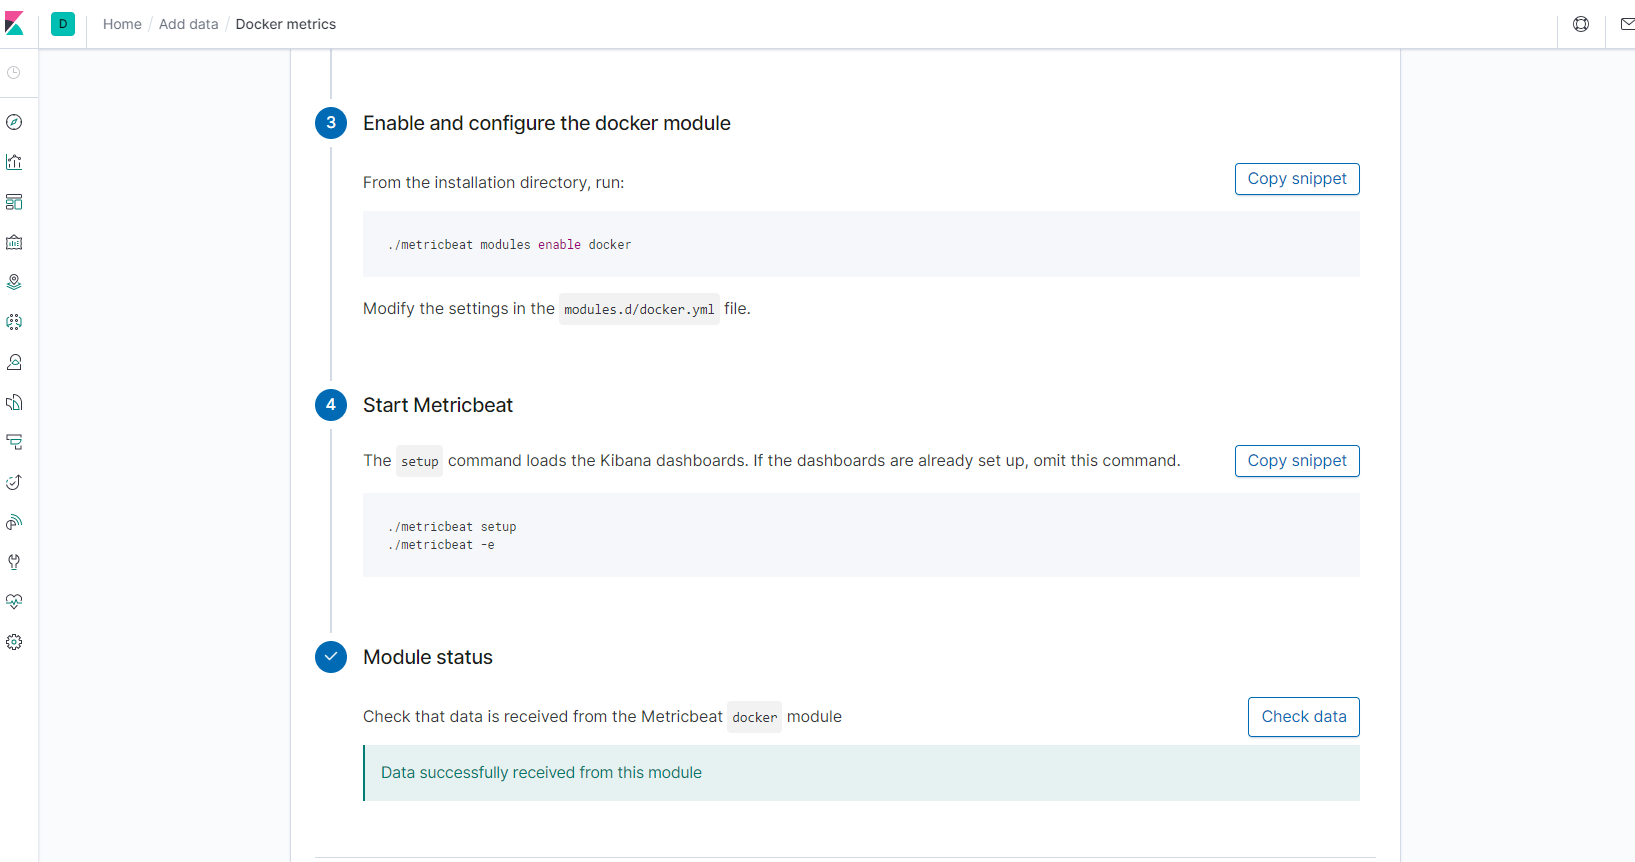 D Home / Add data / Docker metrics
3 Enable and configure the docker module
From the installation directory, run:
Copy snippet
./metricbeat modules enable docker
Modify the settings in the modules.d/docker.yml file.
4 Start Metricbeat
The setup command loads the Kibana dashboards. If the dashboards are already set up, omit this command.
Copy snippet
./metricbeat setup
./metricbeat -e
Module status
Check that data is received from the Metricbeat docker module
Check data
Data successfully received from this module